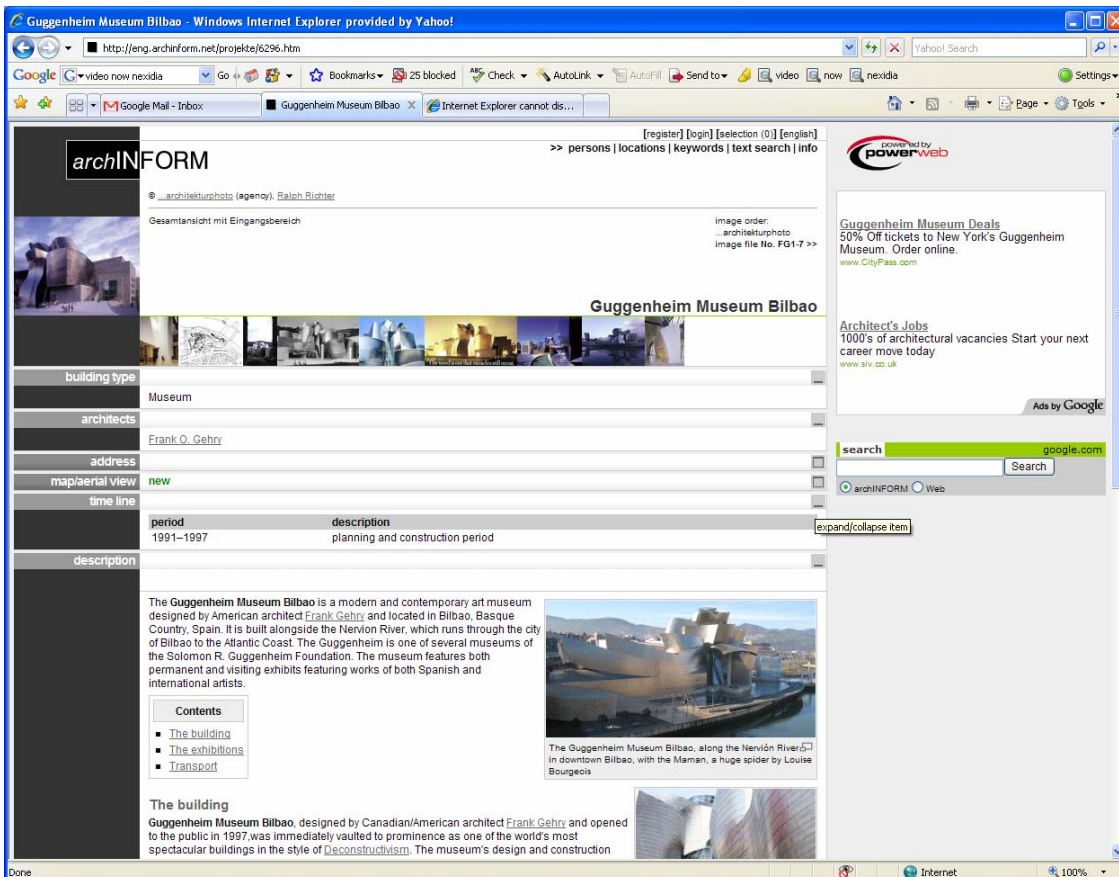 Guggenheim Museum Bilbao - Windows Internet Explorer provided by Yahoo!
http://eng.archinform.net/projekte/6296.htm
Yahoo! Search
Google G video now nexidia Go Bookmarks 25 blocked Check AutoLink AutoFill Send to video now nexidia Settings
Google Mail - Inbox Guggenheim Museum Bilbao Internet Explorer cannot dis... Page Tools
[register] [login] [selection (0)] [english]
>> persons | locations | keywords | text search | info
archINFORM
© ...architekturphoto (agency), Ralph Richter
Gesamtansicht mit Eingangsbereich
image order:
...architekturphoto
image file No. FG1-7 >>
Guggenheim Museum Bilbao
building type
Museum
architects
Frank O. Gehry
address
map/aerial view new
time line
period description
1991–1997 planning and construction period
expand/collapse item
description
The Guggenheim Museum Bilbao is a modern and contemporary art museum
designed by American architect Frank Gehry and located in Bilbao, Basque
Country, Spain. It is built alongside the Nervion River, which runs through the city
of Bilbao to the Atlantic Coast. The Guggenheim is one of several museums of
the Solomon R. Guggenheim Foundation. The museum features both
permanent and visiting exhibits featuring works of both Spanish and
international artists.
Contents
The building
The exhibitions
Transport
The Guggenheim Museum Bilbao, along the Nervión River
in downtown Bilbao, with the Maman, a huge spider by Louise
Bourgeois
The building
Guggenheim Museum Bilbao, designed by Canadian/American architect Frank Gehry and opened
to the public in 1997,was immediately vaulted to prominence as one of the world's most
spectacular buildings in the style of Deconstructivism. The museum's design and construction
powered by
powerweb
Guggenheim Museum Deals
50% Off tickets to New York's Guggenheim
Museum. Order online.
www.CityPass.com
Architect's Jobs
1000's of architectural vacancies Start your next
career move today
www.siv.co.uk
Ads by Google
search google.com
Search
archINFORM Web
Done Internet 100%